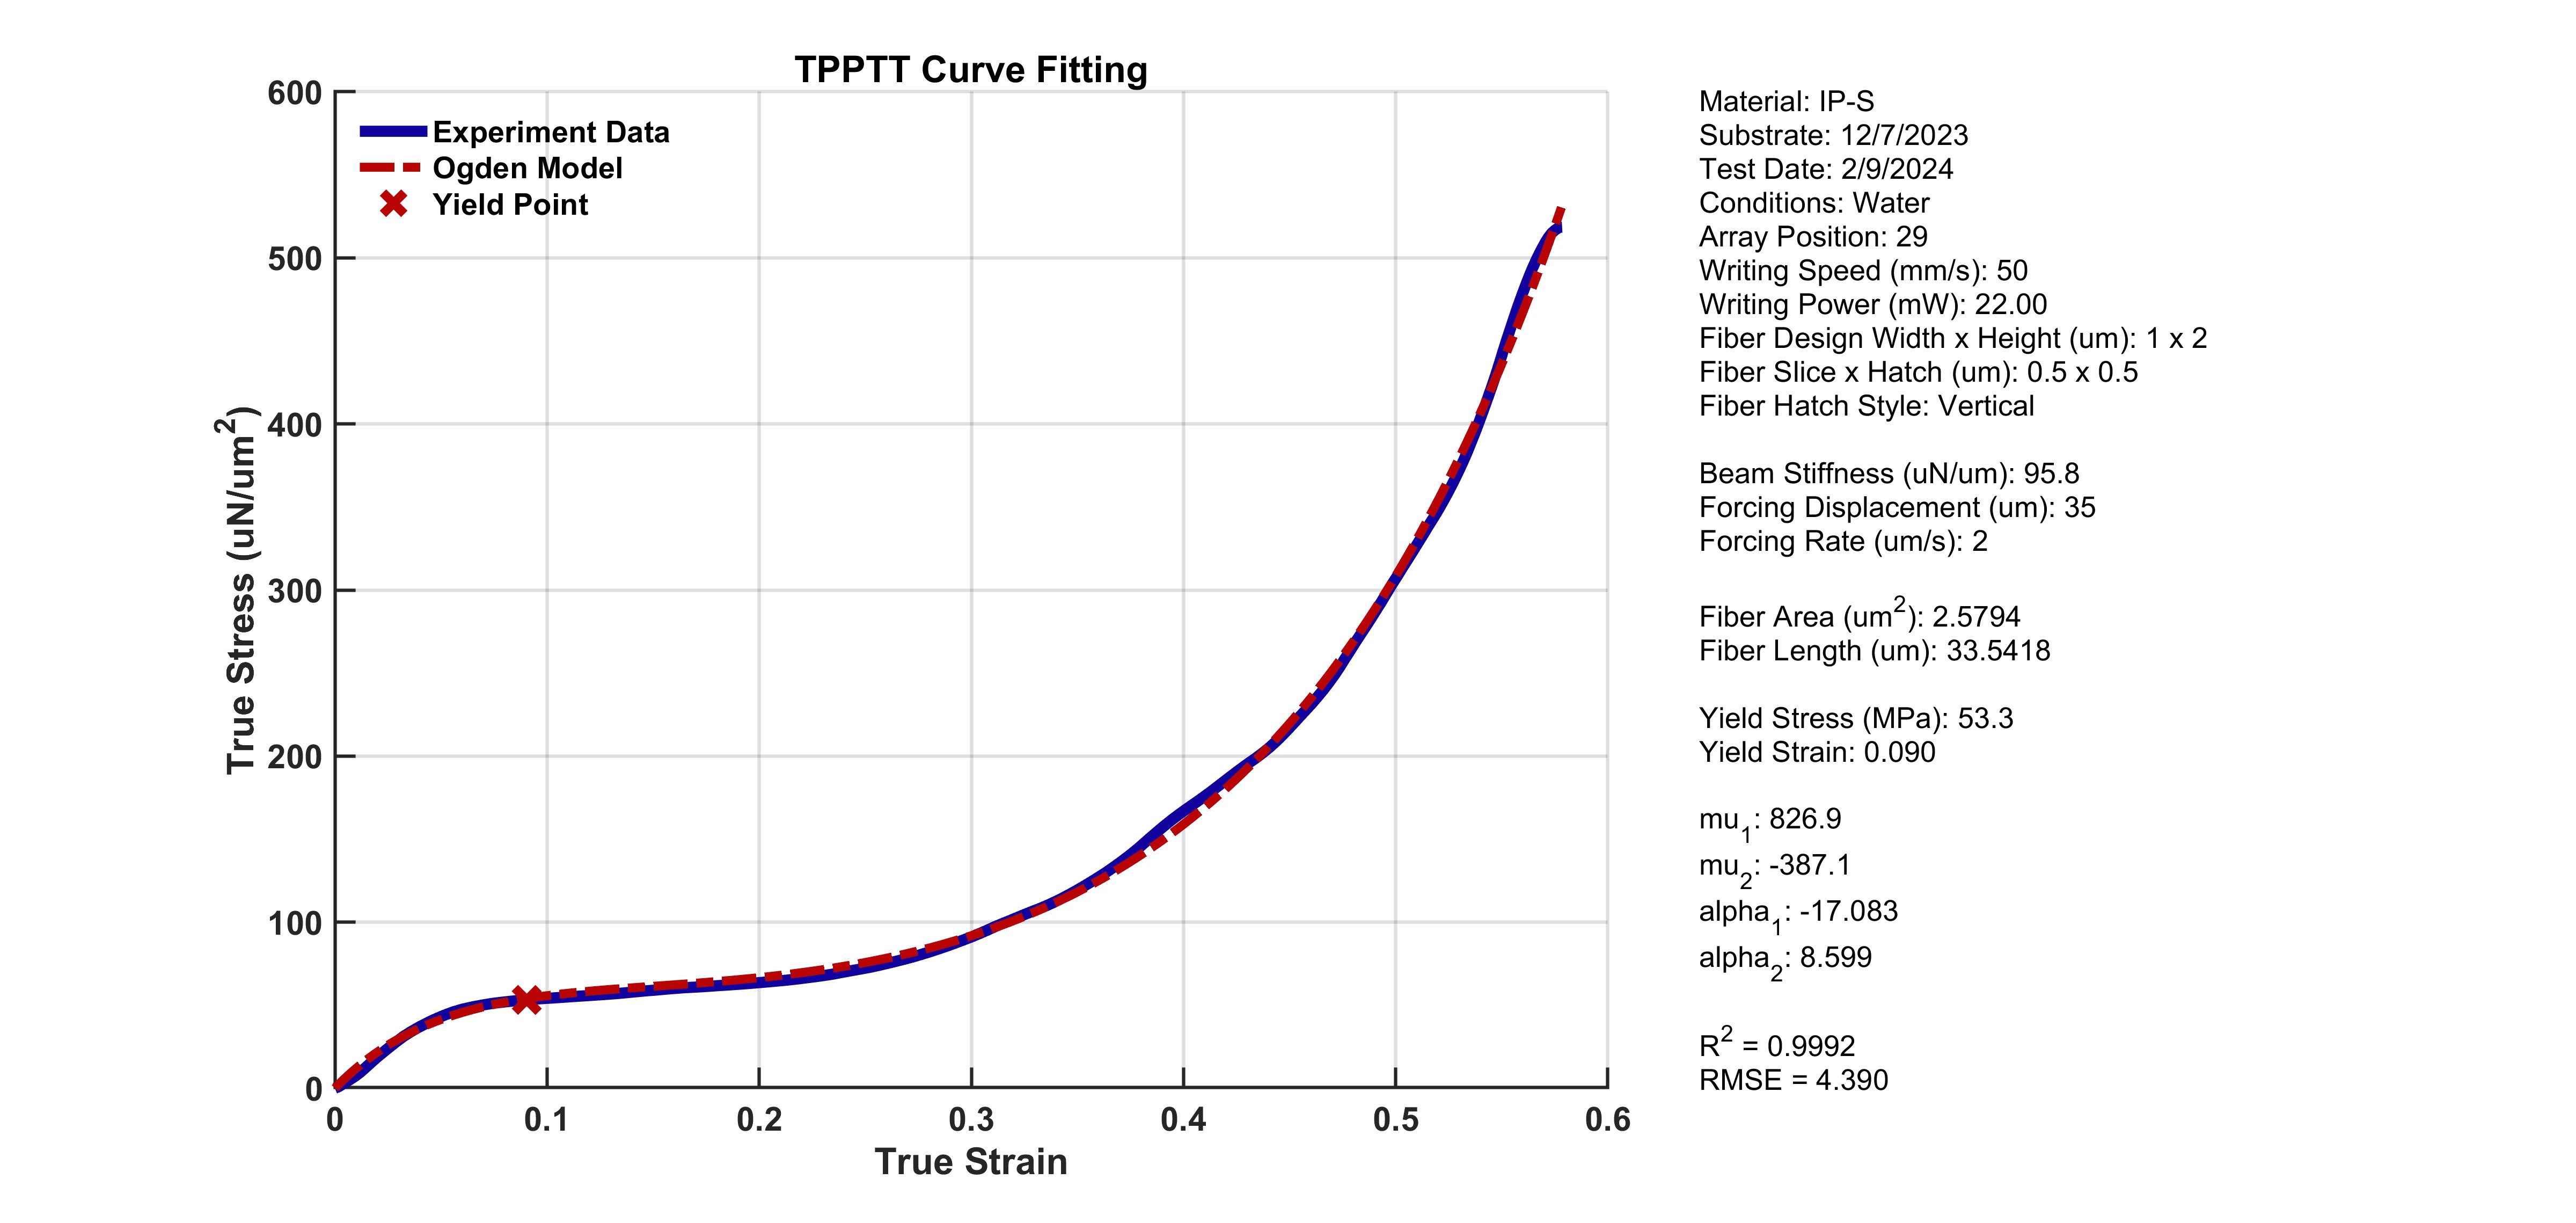 TPPTT Curve Fitting
600
500
400
300
200
100
0
True Stress (uN/um²)
Experiment Data
Ogden Model
Yield Point
0 0.1 0.2 0.3 0.4 0.5 0.6
True Strain
Material: IP-S
Substrate: 12/7/2023
Test Date: 2/9/2024
Conditions: Water
Array Position: 29
Writing Speed (mm/s): 50
Writing Power (mW): 22.00
Fiber Design Width x Height (um): 1 x 2
Fiber Slice x Hatch (um): 0.5 x 0.5
Fiber Hatch Style: Vertical
Beam Stiffness (uN/um): 95.8
Forcing Displacement (um): 35
Forcing Rate (um/s): 2
Fiber Area (um²): 2.5794
Fiber Length (um): 33.5418
Yield Stress (MPa): 53.3
Yield Strain: 0.090
mu₁: 826.9
mu₂: -387.1
alpha₁: -17.083
alpha₂: 8.599
R² = 0.9992
RMSE = 4.390